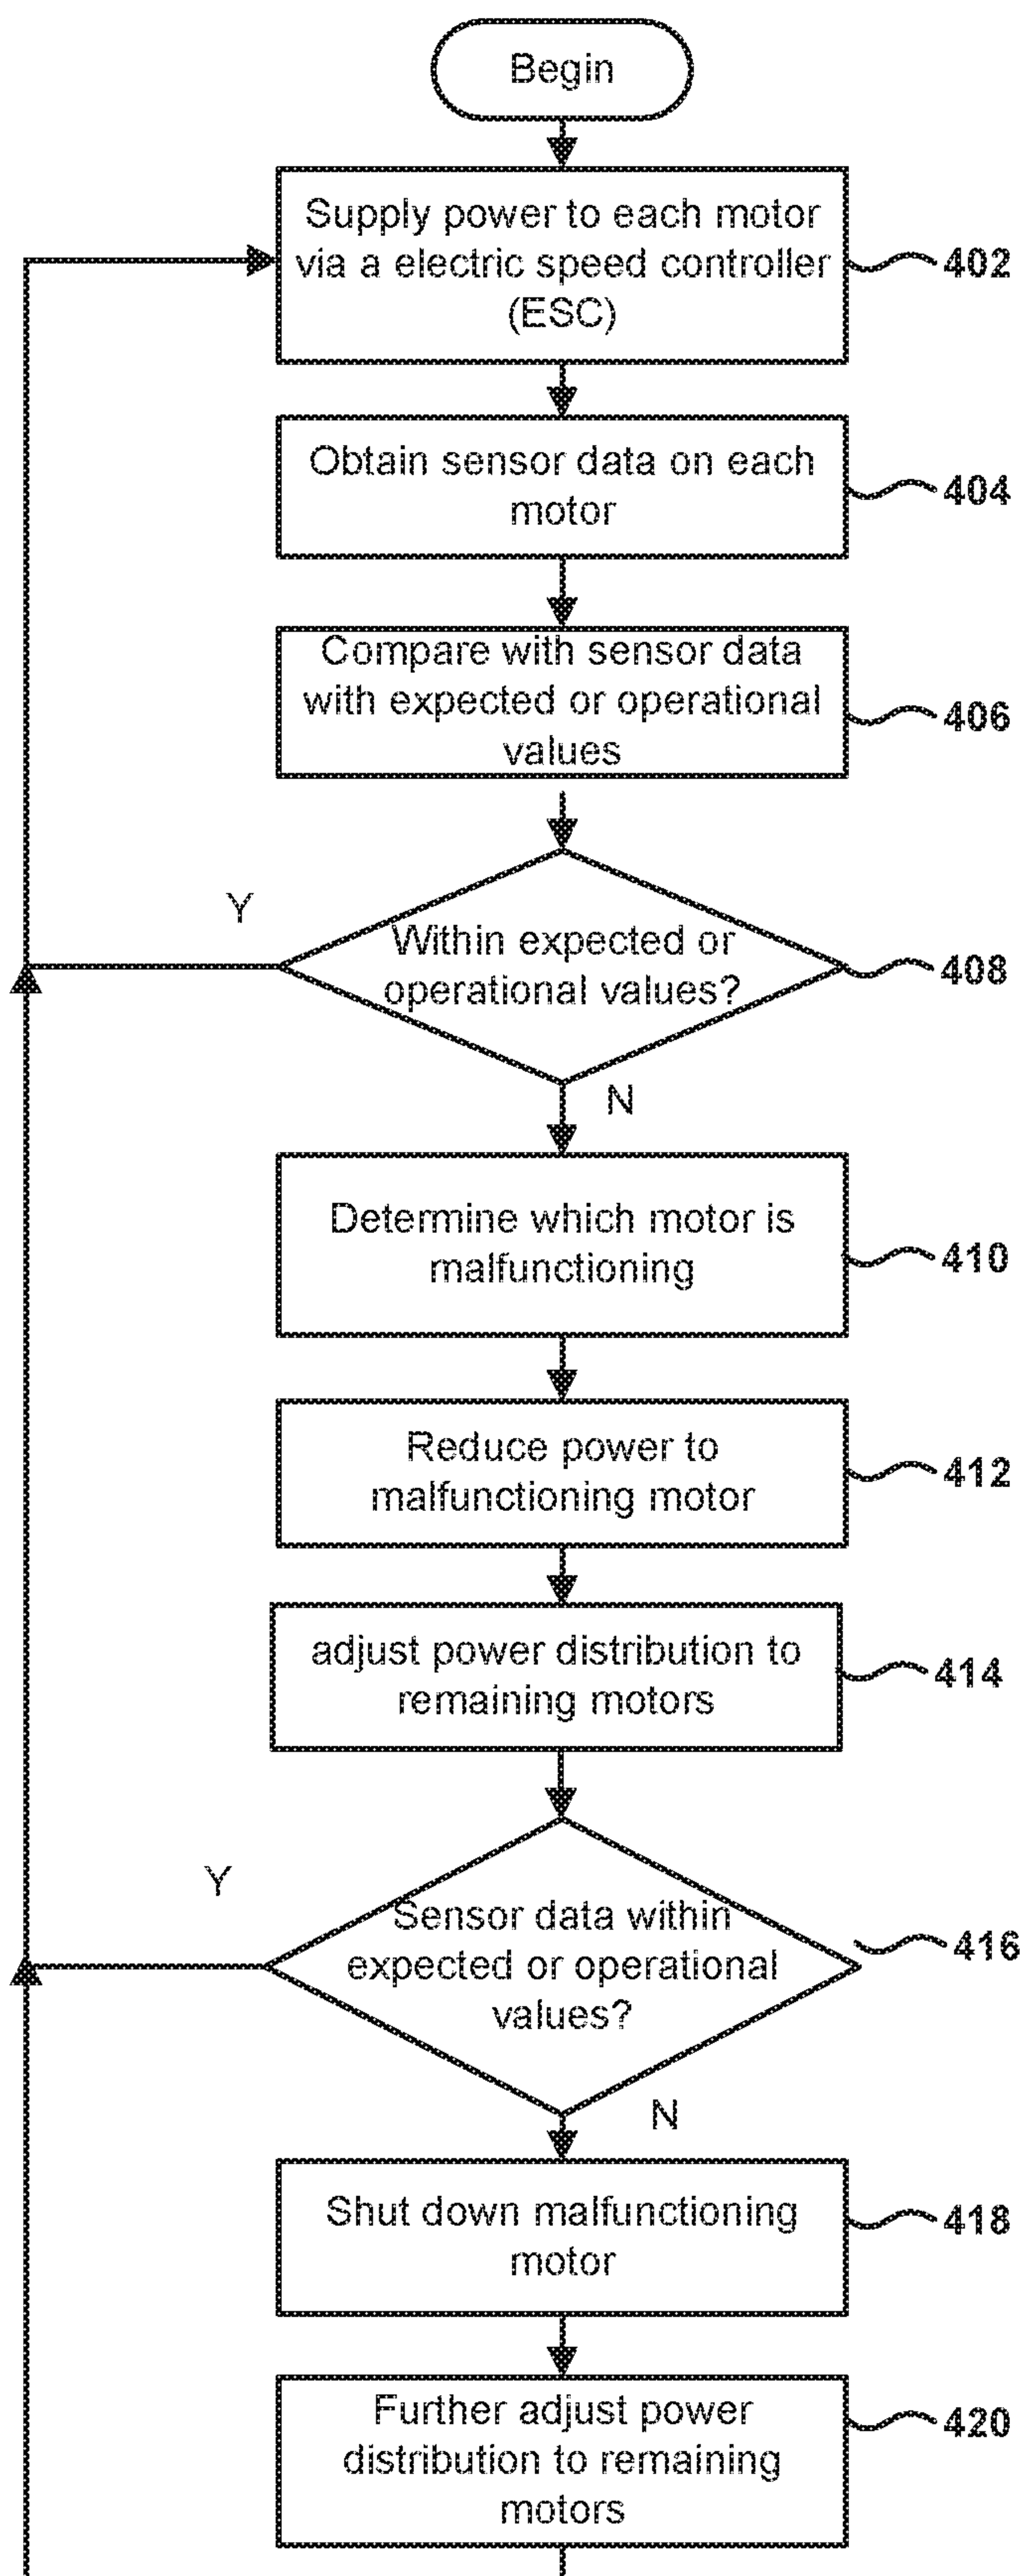 Begin
Supply power to each motor
via a electric speed controller
(ESC)
402
Obtain sensor data on each
motor
404
Compare with sensor data
with expected or operational
values
406
Y
Within expected or
operational values?
408
N
Determine which motor is
malfunctioning
410
Reduce power to
malfunctioning motor
412
adjust power distribution to
remaining motors
414
Y
Sensor data within
expected or operational
values?
416
N
Shut down malfunctioning
motor
418
Further adjust power
distribution to remaining
motors
420